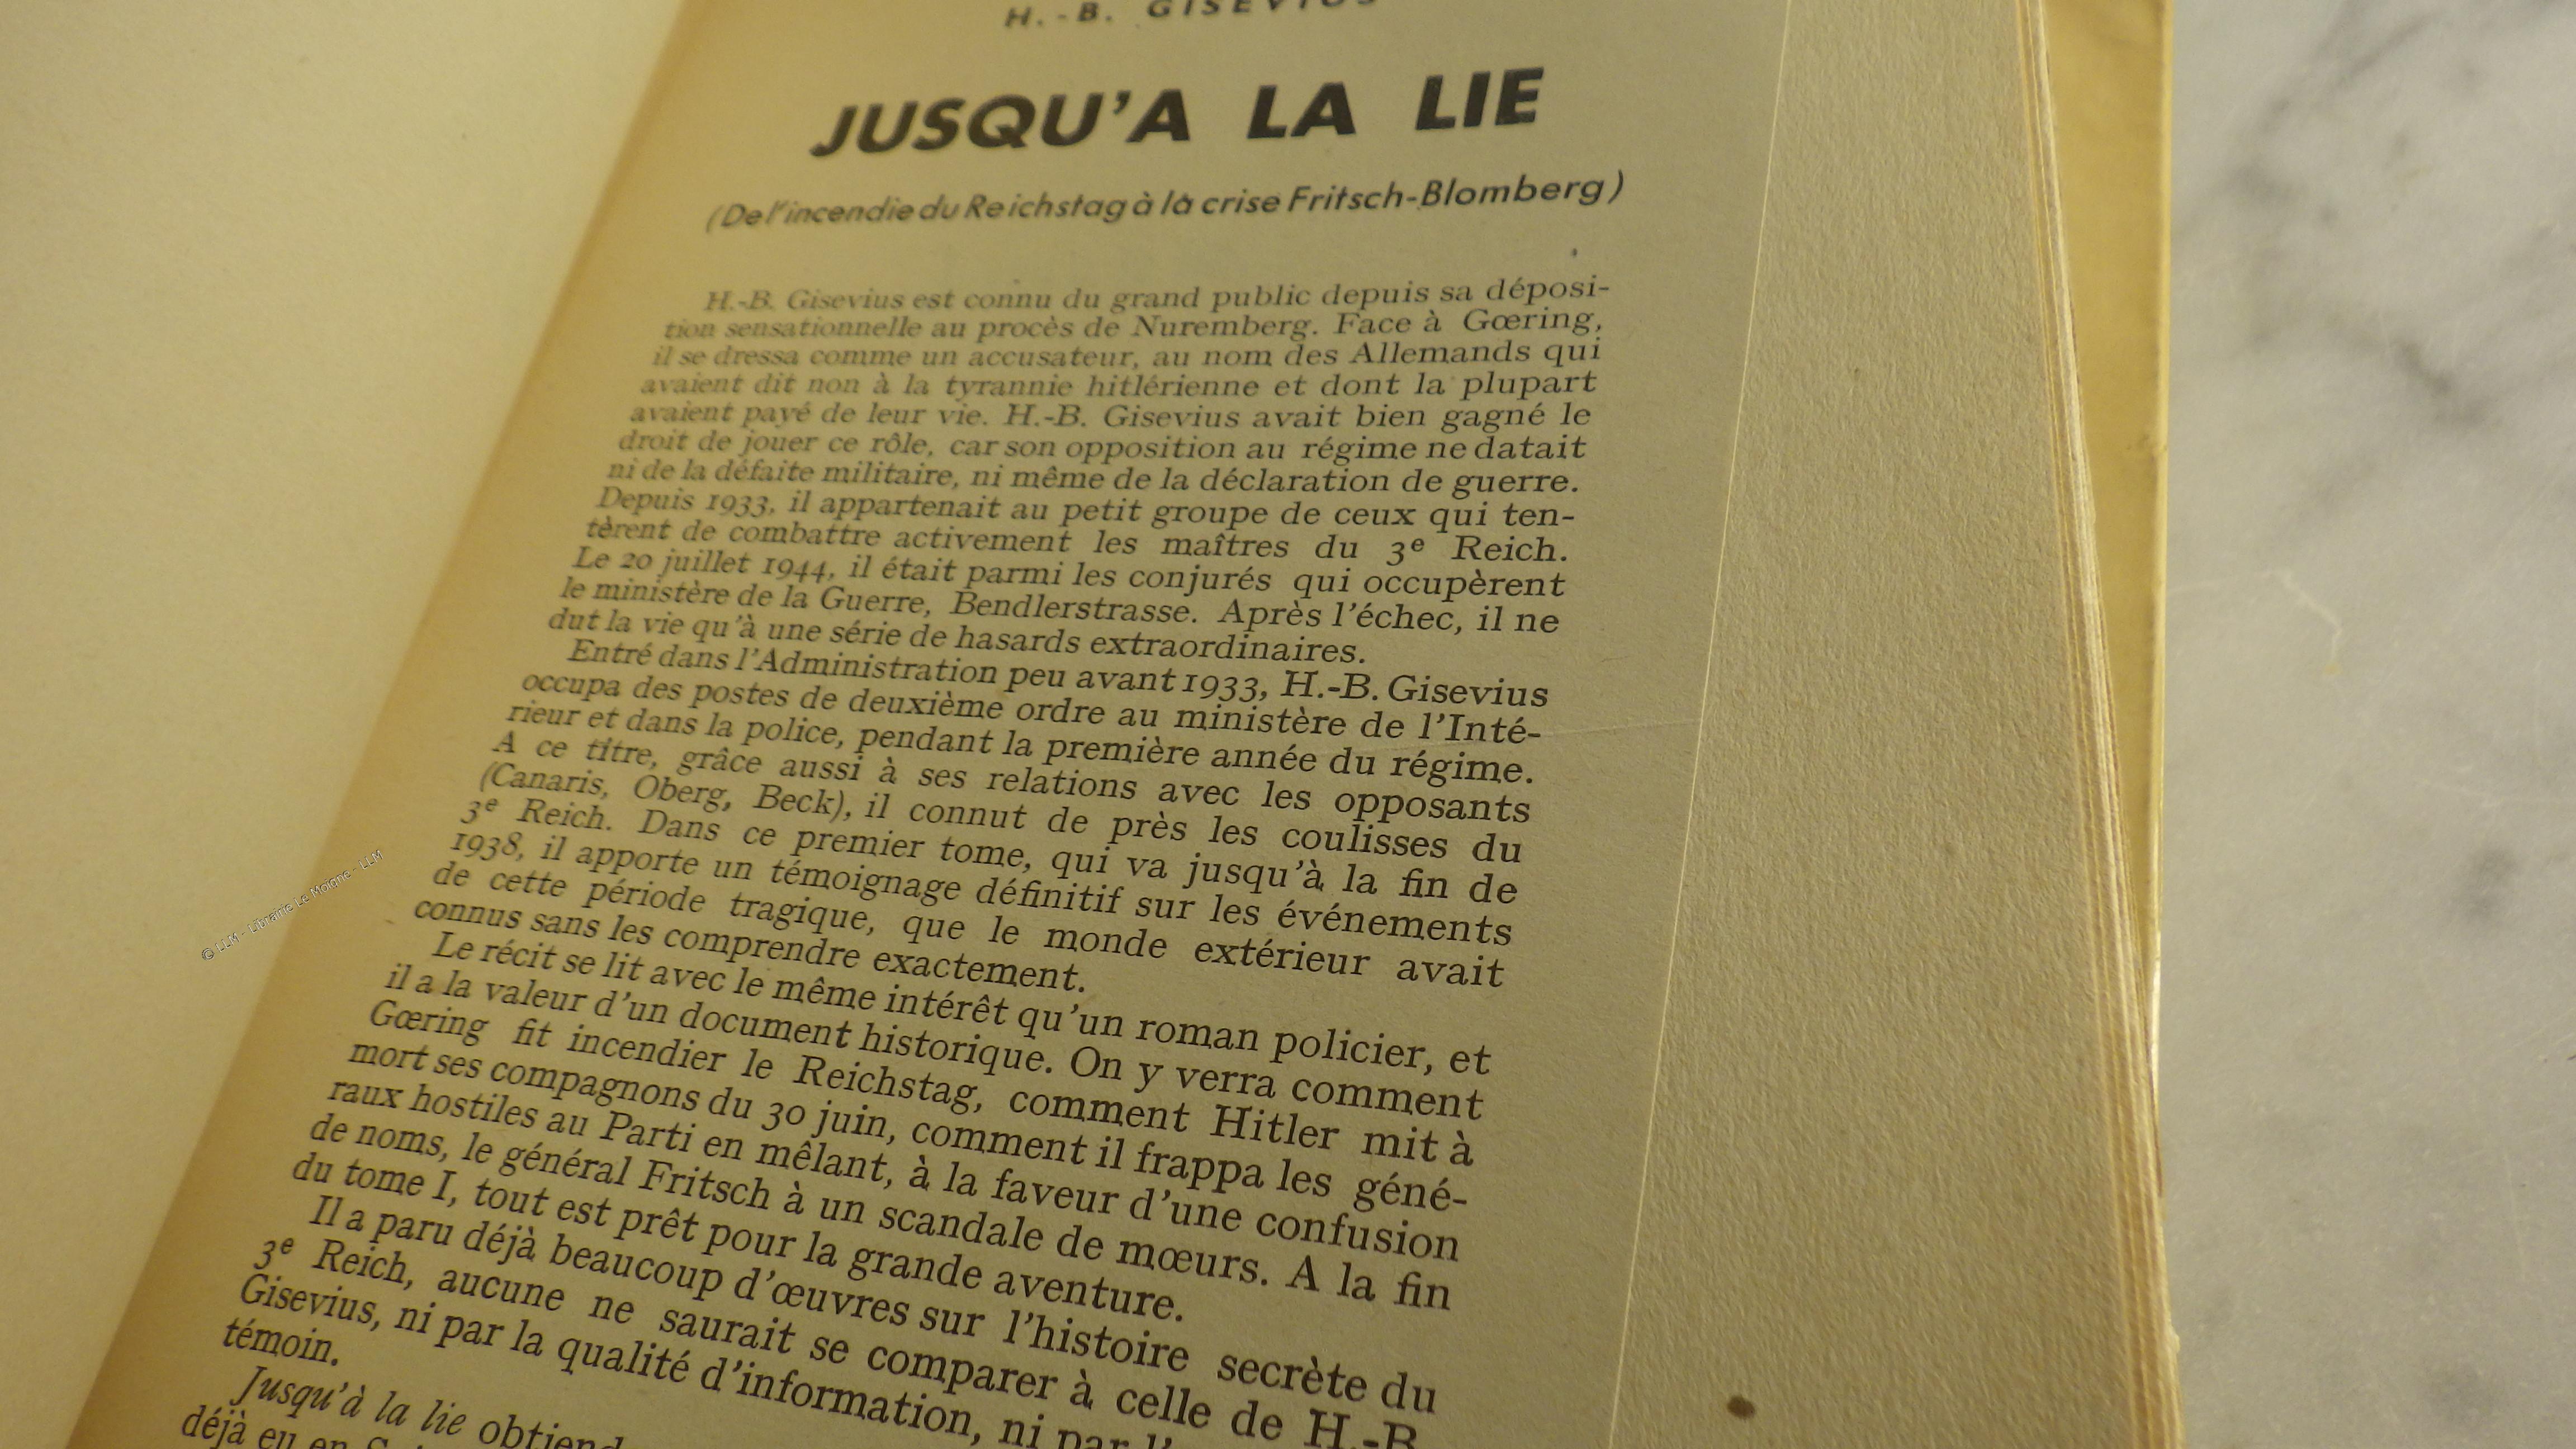 H.-B. GISEVIUS
JUSQU'A LA LIE
(De l'incendie du Reichstag à la crise Fritsch-Blomberg)
H.-B. Gisevius est connu du grand public depuis sa déposi-
tion sensationnelle au procès de Nuremberg. Face à Gœring,
il se dressa comme un accusateur, au nom des Allemands qui
avaient dit non à la tyrannie hitlérienne et dont la plupart
avaient payé de leur vie. H.-B. Gisevius avait bien gagné le
droit de jouer ce rôle, car son opposition au régime ne datait
ni de la défaite militaire, ni même de la déclaration de guerre.
Depuis 1933, il appartenait au petit groupe de ceux qui ten-
tèrent de combattre activement les maîtres du 3e Reich.
Le 20 juillet 1944, il était parmi les conjurés qui occupèrent
le ministère de la Guerre, Bendlerstrasse. Après l'échec, il ne
dut la vie qu'à une série de hasards extraordinaires.
Entré dans l'Administration peu avant 1933, H.-B. Gisevius
occupa des postes de deuxième ordre au ministère de l'Inté-
rieur et dans la police, pendant la première année du régime.
A ce titre, grâce aussi à ses relations avec les opposants
(Canaris, Oberg, Beck), il connut de près les coulisses du
3e Reich. Dans ce premier tome, qui va jusqu'à la fin de
1938, il apporte un témoignage définitif sur les événements
de cette période tragique, que le monde extérieur avait
connus sans les comprendre exactement.
Le récit se lit avec le même intérêt qu'un roman policier, et
il a la valeur d'un document historique. On y verra comment
Gœring fit incendier le Reichstag, comment Hitler mit à
mort ses compagnons du 30 juin, comment il frappa les géné-
raux hostiles au Parti en mêlant, à la faveur d'une confusion
de noms, le général Fritsch à un scandale de mœurs. A la fin
du tome I, tout est prêt pour la grande aventure.
Il a paru déjà beaucoup d'œuvres sur l'histoire secrète du
3e Reich, aucune ne saurait se comparer à celle de H.-B.
Gisevius, ni par la qualité d'information, ni par
témoin.
Jusqu'à la lie
déjà eu en
© LLM - Librairie Le Moigne - LLM